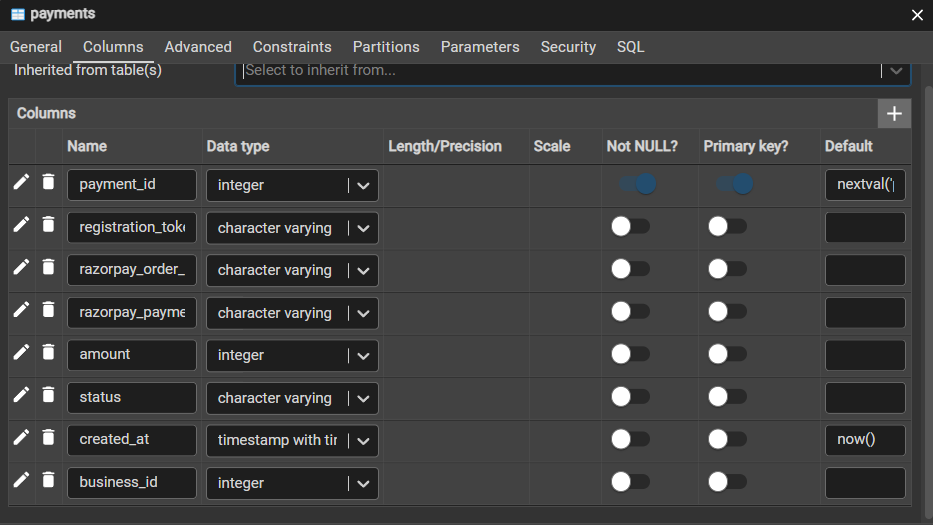 payments
General Columns Advanced Constraints Partitions Parameters Security SQL
Inherited from table(s) Select to inherit from...
Columns
Name Data type Length/Precision Scale Not NULL? Primary key? Default
payment_id integer nextval('
registration_toke character varying
razorpay_order_ character varying
razorpay_payme character varying
amount integer
status character varying
created_at timestamp with tir now()
business_id integer